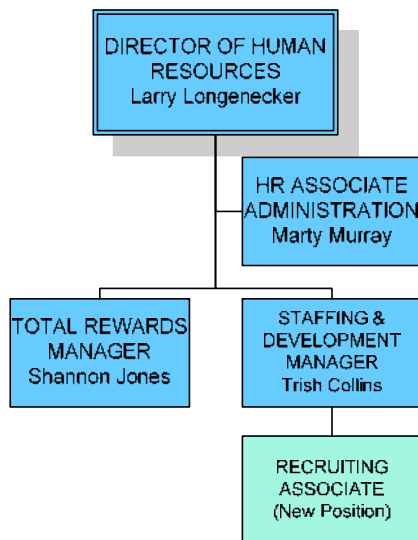 DIRECTOR OF HUMAN
RESOURCES
Larry Longenecker
HR ASSOCIATE
ADMINISTRATION
Marty Murray
TOTAL REWARDS
MANAGER
Shannon Jones
STAFFING &
DEVELOPMENT
MANAGER
Trish Collins
RECRUITING
ASSOCIATE
(New Position)